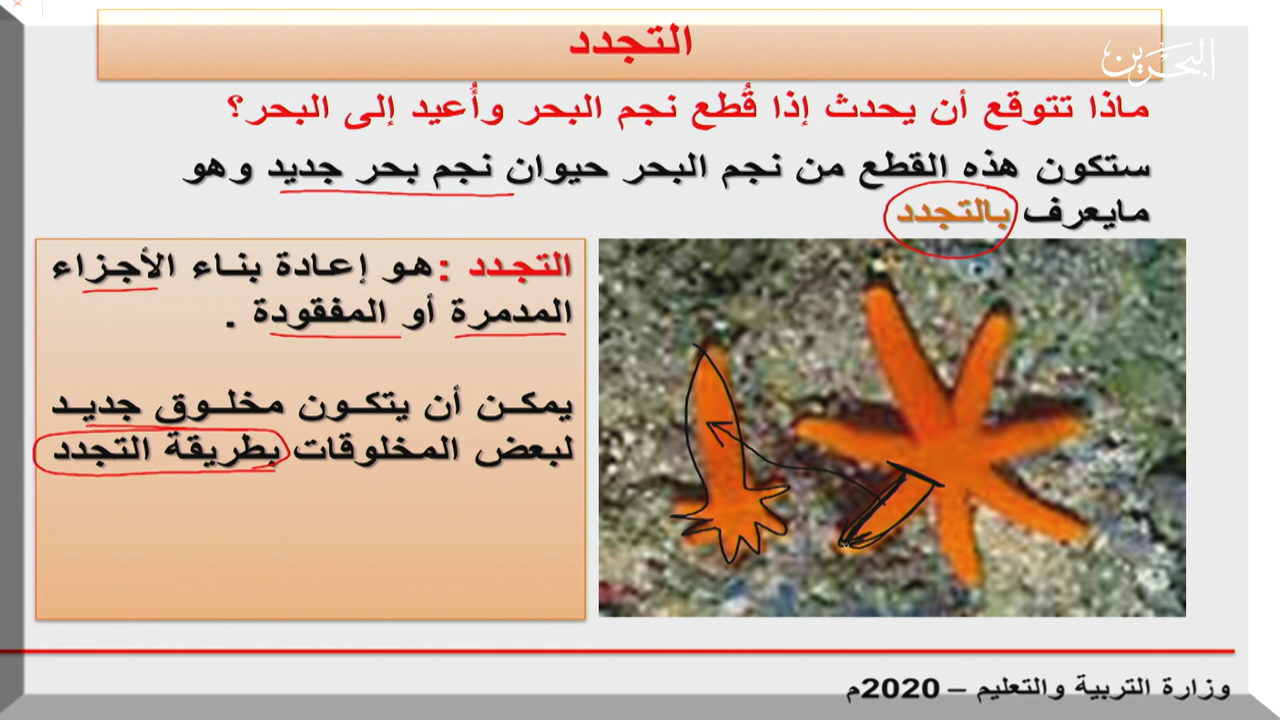 التجدد
البحرين
ماذا تتوقع أن يحدث إذا قُطع نجم البحر وأُعيد إلى البحر؟
ستكون هذه القطع من نجم البحر حيوان نجم بحر جديد وهو
مايعرف بالتجدد
التجدد :هو إعادة بناء الأجزاء
المدمرة أو المفقودة .
يمكن أن يتكون مخلوق جديد
لبعض المخلوقات بطريقة التجدد
وزارة التربية والتعليم – 2020م